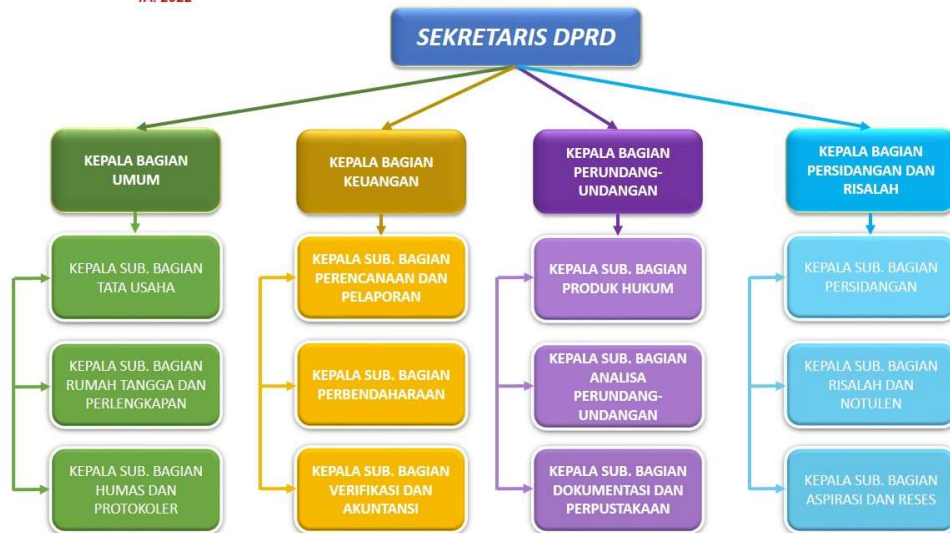 SEKRETARIS DPRD
KEPALA BAGIAN
UMUM
KEPALA BAGIAN
KEUANGAN
KEPALA BAGIAN
PERUNDANG-
UNDANGAN
KEPALA BAGIAN
PERSIDANGAN DAN
RISALAH
KEPALA SUB. BAGIAN
TATA USAHA
KEPALA SUB. BAGIAN
PERENCANAAN DAN
PELAPORAN
KEPALA SUB. BAGIAN
PRODUK HUKUM
KEPALA SUB. BAGIAN
PERSIDANGAN
KEPALA SUB. BAGIAN
RUMAH TANGGA DAN
PERLENGKAPAN
KEPALA SUB. BAGIAN
PERBENDAHARAAN
KEPALA SUB. BAGIAN
ANALISA
PERUNDANG-
UNDANGAN
KEPALA SUB. BAGIAN
RISALAH DAN
NOTULEN
KEPALA SUB. BAGIAN
HUMAS DAN
PROTOKOLER
KEPALA SUB. BAGIAN
VERIFIKASI DAN
AKUNTANSI
KEPALA SUB. BAGIAN
DOKUMENTASI DAN
PERPUSTAKAAN
KEPALA SUB. BAGIAN
ASPIRASI DAN RESES